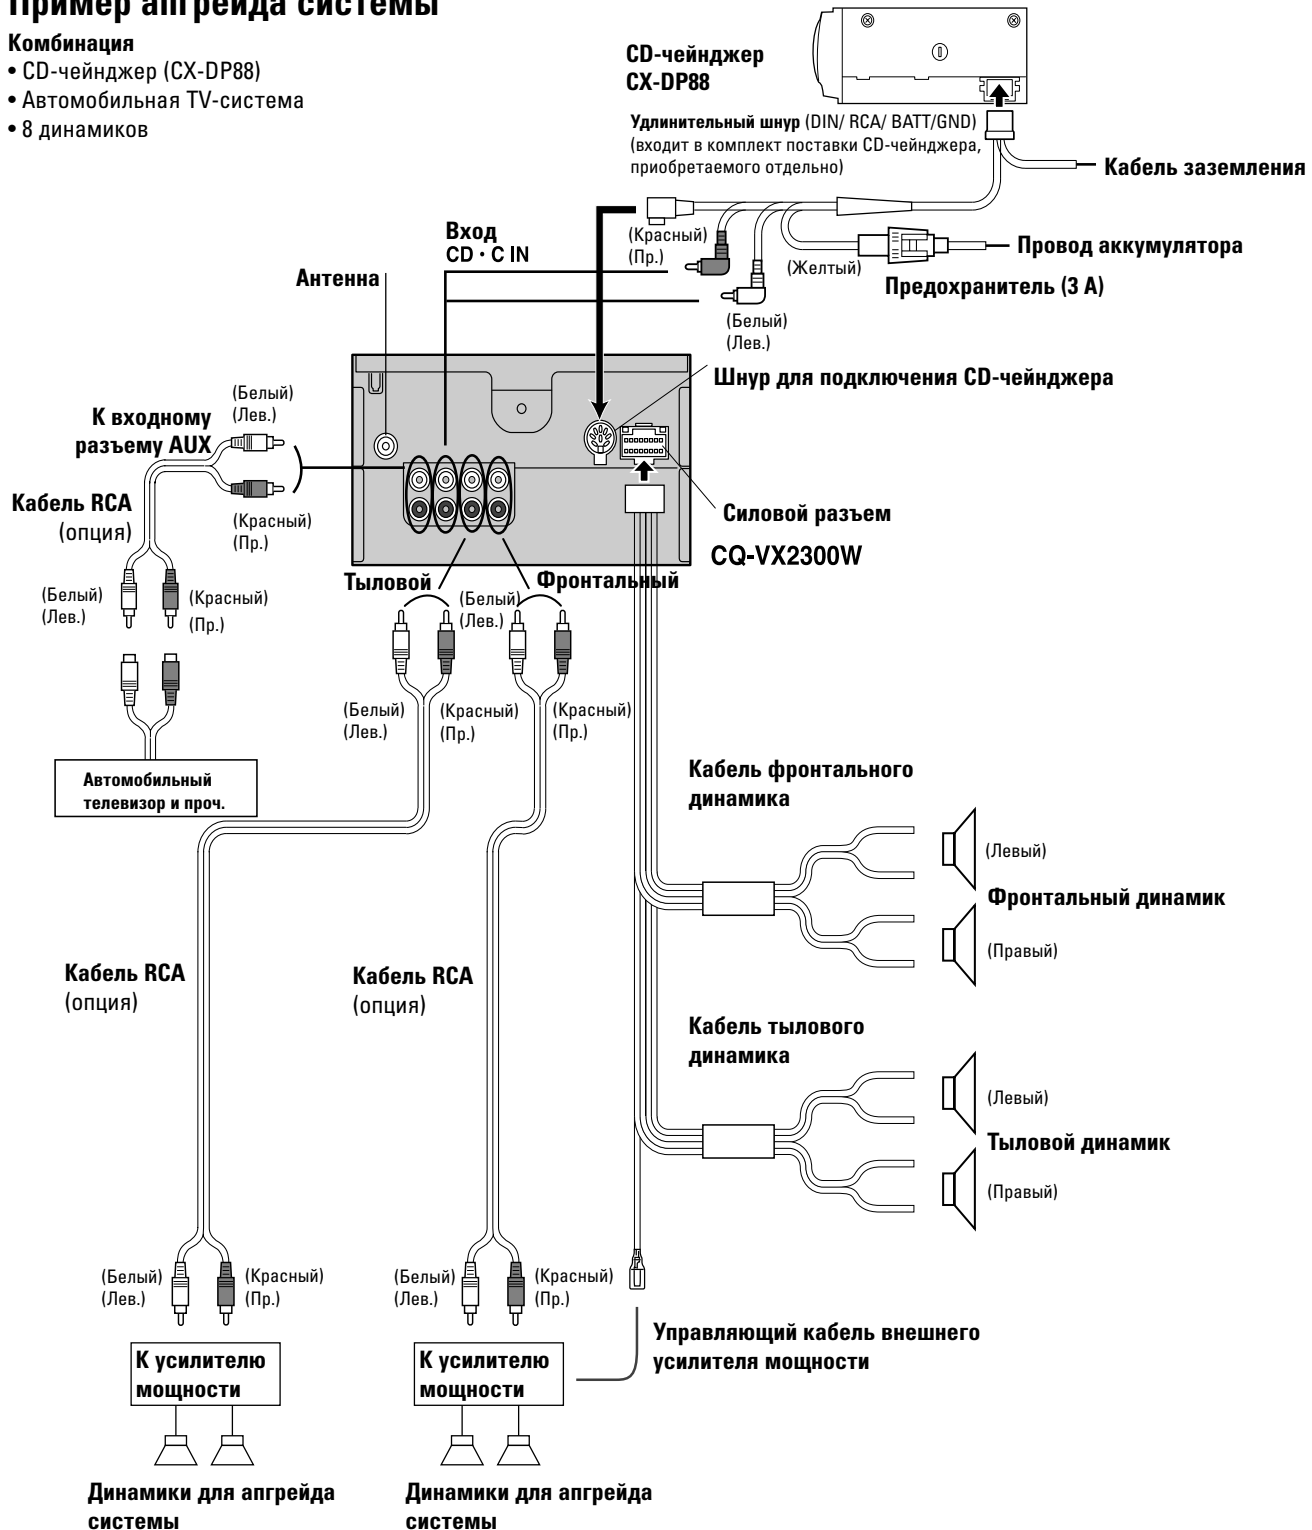 Пример апгрейда системы
Комбинация
• CD-чейнджер (CX-DP88)
• Автомобильная TV-система
• 8 динамиков
CD-чейнджер
CX-DP88
Удлинительный шнур (DIN/ RCA/ BATT/GND)
(входит в комплект поставки CD-чейнджера,
приобретаемого отдельно)
Кабель заземления
(Красный)
(Пр.)
Вход
CD · C IN
Провод аккумулятора
(Желтый)
Предохранитель (3 А)
Антенна
(Белый)
(Лев.)
Шнур для подключения CD-чейнджера
(Белый)
(Лев.)
К входному
разъему AUX
Кабель RCA
(опция)
(Красный)
(Пр.)
Силовой разъем
CQ-VX2300W
Тыловой
Фронтальный
(Белый)
(Лев.)
(Красный)
(Пр.)
(Белый)
(Лев.)
(Белый)
(Лев.)
(Красный)
(Пр.)
(Красный)
(Пр.)
Автомобильный
телевизор и проч.
Кабель фронтального
динамика
(Левый)
Фронтальный динамик
(Правый)
Кабель RCA
(опция)
Кабель RCA
(опция)
Кабель тылового
динамика
(Левый)
Тыловой динамик
(Правый)
(Белый)
(Лев.)
(Красный)
(Пр.)
(Белый)
(Лев.)
(Красный)
(Пр.)
Управляющий кабель внешнего
усилителя мощности
К усилителю
мощности
К усилителю
мощности
Динамики для апгрейда
системы
Динамики для апгрейда
системы